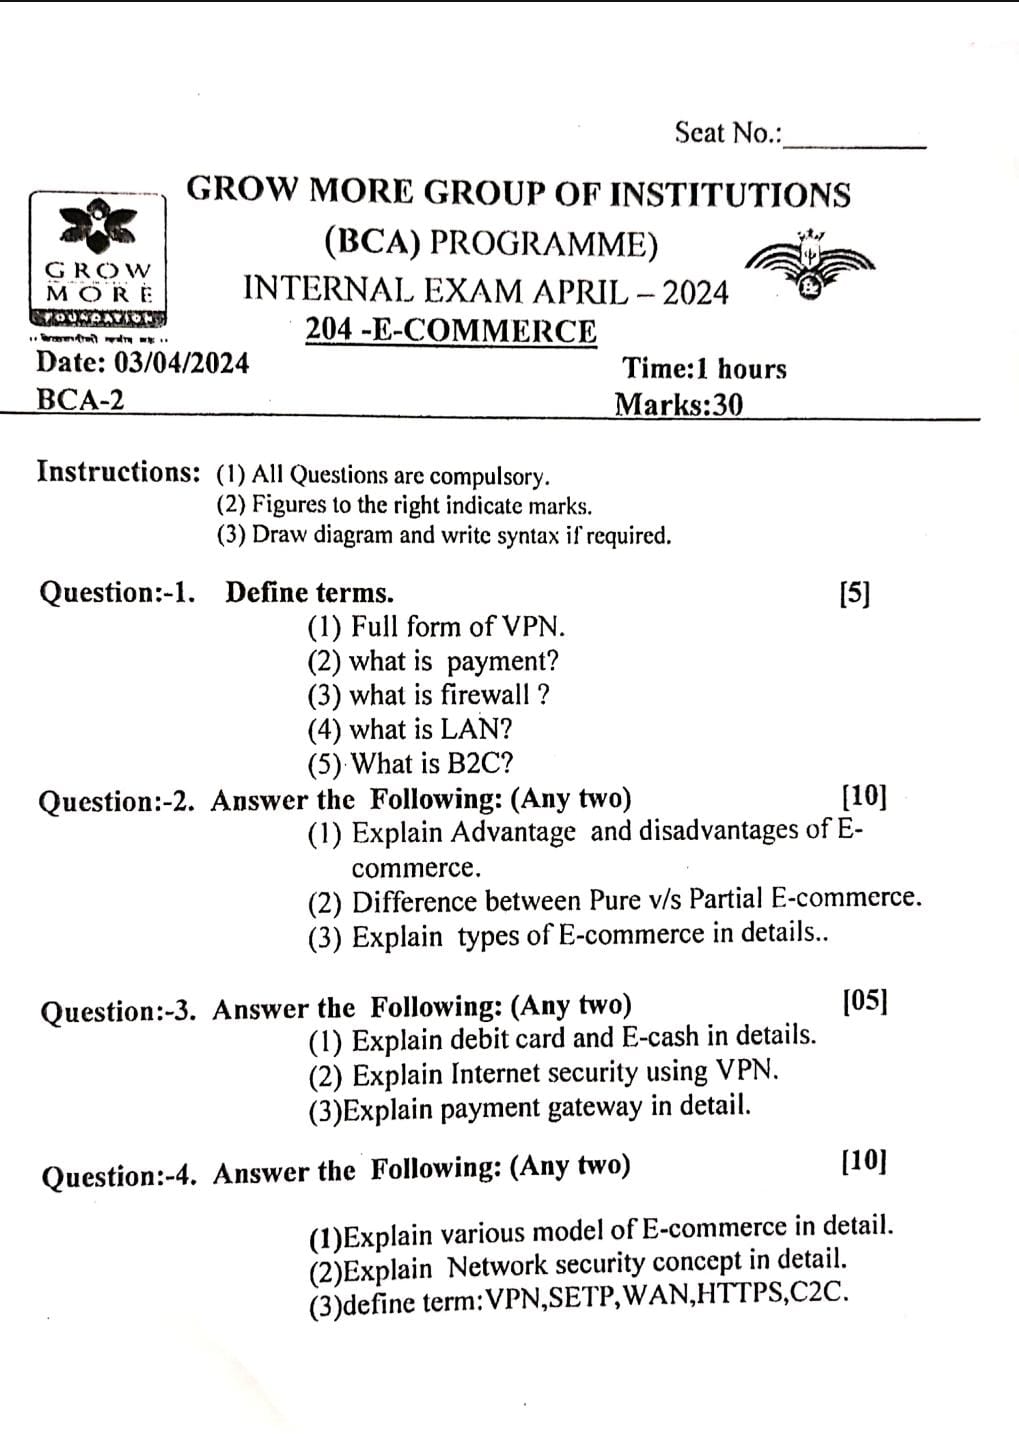 Seat No.:__________
GROW MORE GROUP OF INSTITUTIONS
(BCA) PROGRAMME)
INTERNAL EXAM APRIL – 2024
204 -E-COMMERCE
GROW
MORE
FOUNDATION
Date: 03/04/2024
Time:1 hours
BCA-2
Marks:30
Instructions: (1) All Questions are compulsory.
(2) Figures to the right indicate marks.
(3) Draw diagram and write syntax if required.
Question:-1. Define terms. [5]
(1) Full form of VPN.
(2) what is payment?
(3) what is firewall ?
(4) what is LAN?
(5) What is B2C?
Question:-2. Answer the Following: (Any two) [10]
(1) Explain Advantage and disadvantages of E-
commerce.
(2) Difference between Pure v/s Partial E-commerce.
(3) Explain types of E-commerce in details..
Question:-3. Answer the Following: (Any two) [05]
(1) Explain debit card and E-cash in details.
(2) Explain Internet security using VPN.
(3)Explain payment gateway in detail.
Question:-4. Answer the Following: (Any two) [10]
(1)Explain various model of E-commerce in detail.
(2)Explain Network security concept in detail.
(3)define term:VPN,SETP,WAN,HTTPS,C2C.